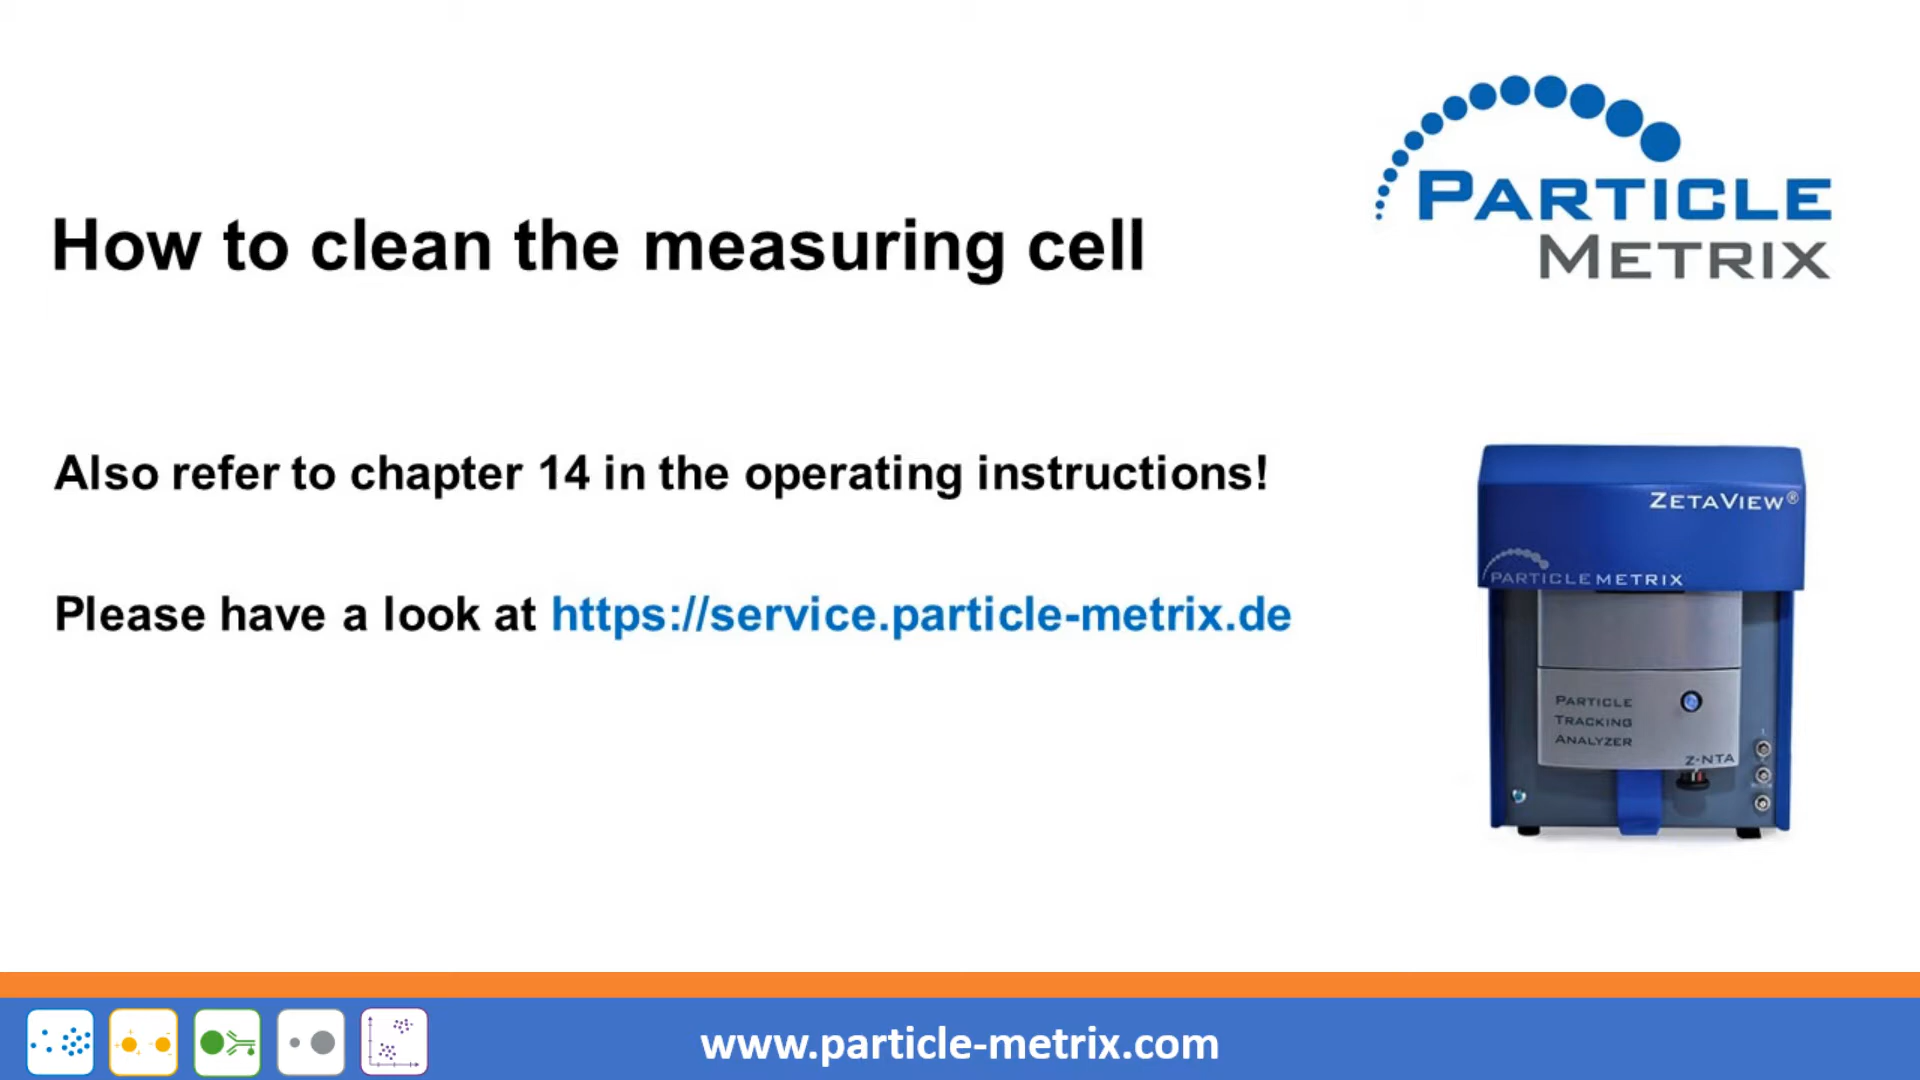 PARTICLE
METRIX
How to clean the measuring cell
Also refer to chapter 14 in the operating instructions!
Please have a look at https://service.particle-metrix.de
ZETAVIEW®
PARTICLE METRIX
PARTICLE
TRACKING
ANALYZER
Z·NTA
www.particle-metrix.com